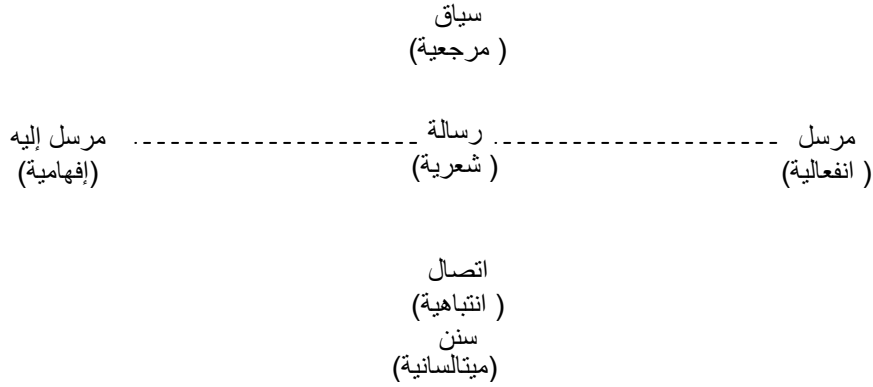 سياق
( مرجعية)
مرسل ------------------- رسالة ------------------- مرسل إليه
( انفعالية) ( شعرية) (إفهامية)
اتصال
( انتباهية)
سنن
(ميتالسانية)